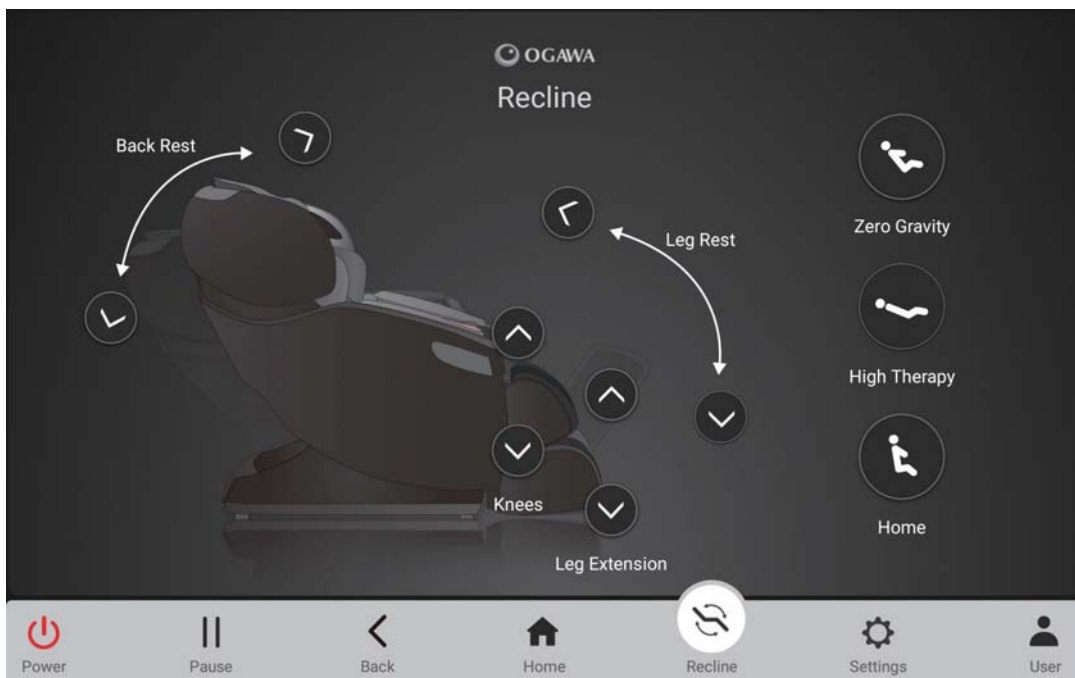 OGAWA
Recline
Back Rest
Leg Rest
Zero Gravity
High Therapy
Knees
Home
Leg Extension
Power
Pause
Back
Home
Recline
Settings
User